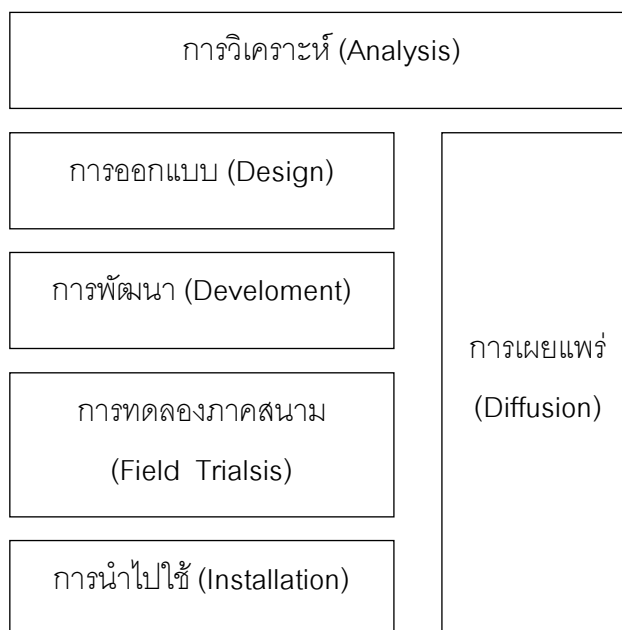 การวิเคราะห์ (Analysis)
การออกแบบ (Design)
การพัฒนา (Develoment)
การทดลองภาคสนาม
(Field Trialsis)
การนำไปใช้ (Installation)
การเผยแพร่
(Diffusion)